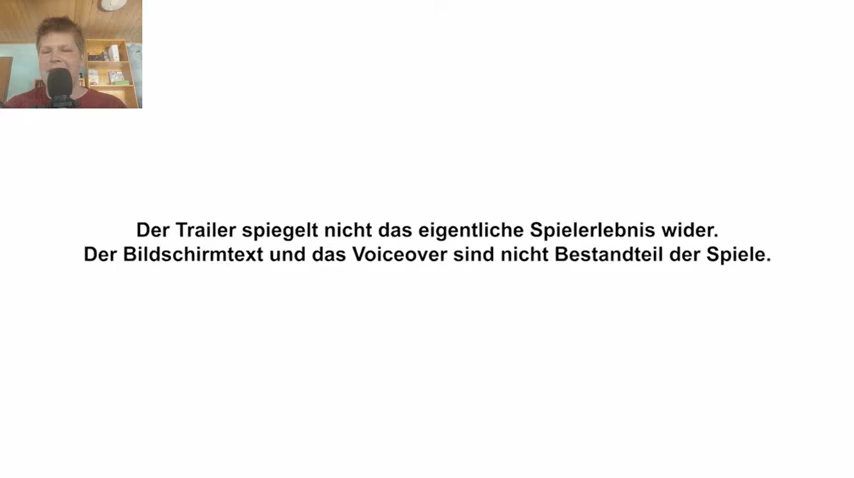 Der Trailer spiegelt nicht das eigentliche Spielerlebnis wider.
Der Bildschirmtext und das Voiceover sind nicht Bestandteil der Spiele.